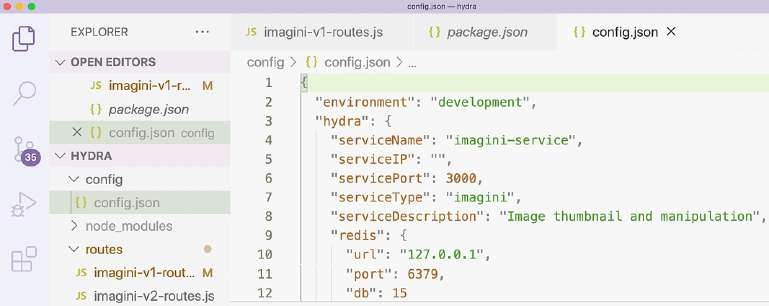 config.json — hydra
EXPLORER ...
OPEN EDITORS
JS imagini-v1-r... M
{} package.json
{} config.json config
HYDRA
config
{} config.json
node_modules
routes
JS imagini-v1-rout... M
JS imagini-v2-routes.js
35
JS imagini-v1-routes.js {} package.json {} config.json
config > {} config.json > ...
1 {
2 "environment": "development",
3 "hydra": {
4 "serviceName": "imagini-service",
5 "serviceIP": "",
6 "servicePort": 3000,
7 "serviceType": "imagini",
8 "serviceDescription": "Image thumbnail and manipulation",
9 "redis": {
10 "url": "127.0.0.1",
11 "port": 6379,
12 "db": 15